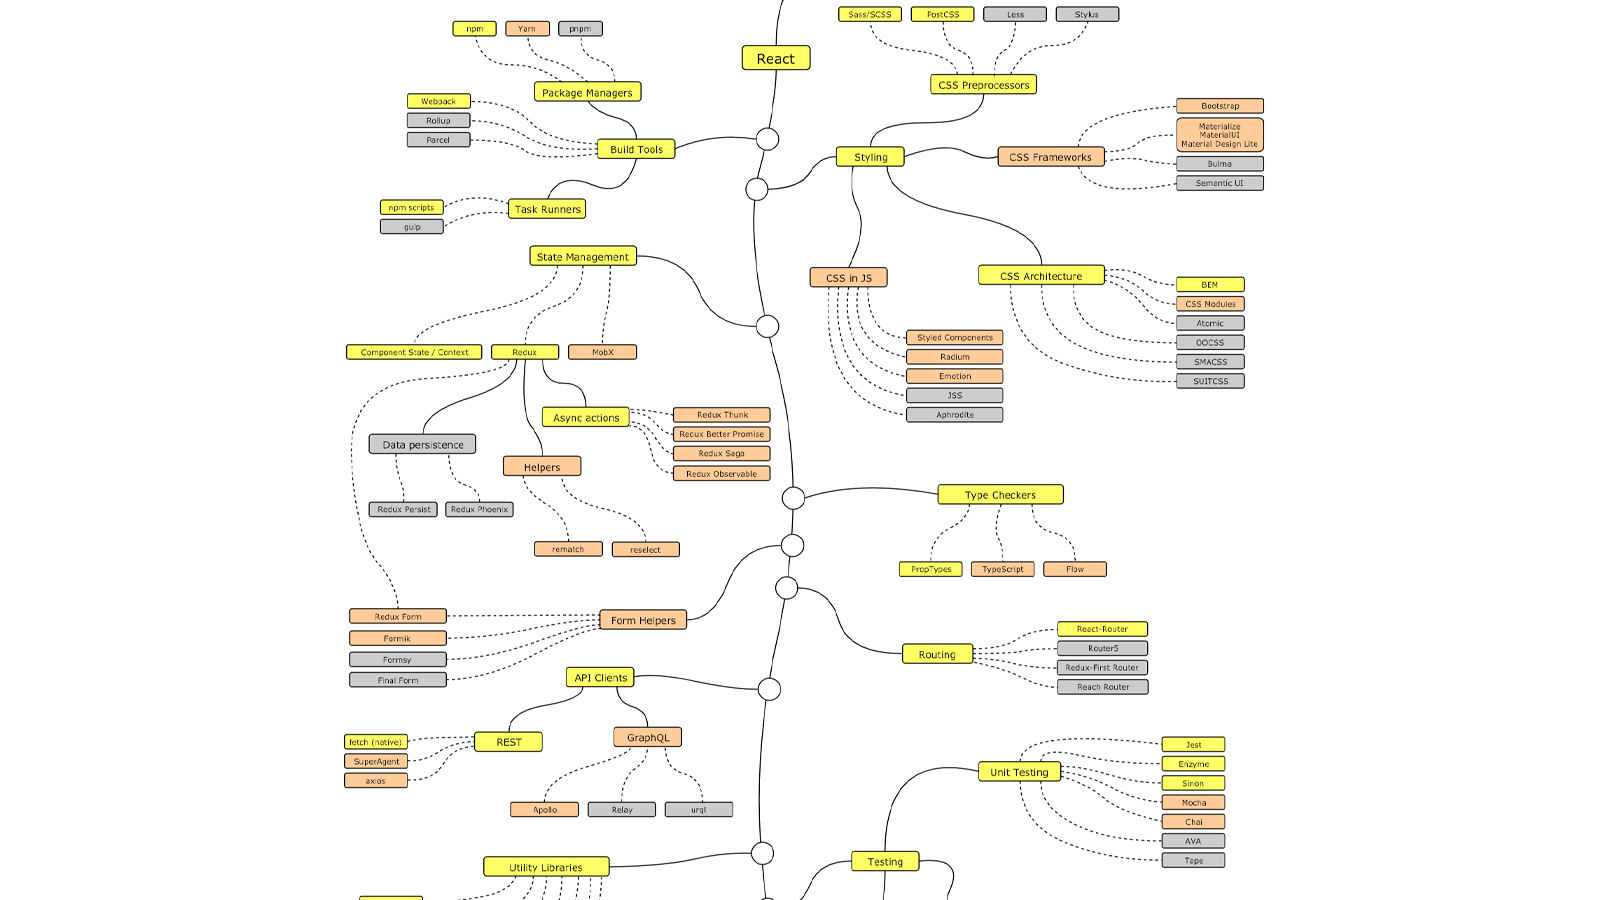 npm
Yarn
pnpm
React
Sass/SCSS
PostCSS
Less
Stylus
Package Managers
CSS Preprocessors
Webpack
Rollup
Parcel
Build Tools
Styling
CSS Frameworks
Bootstrap
Materialize
MaterialUI
Material Design Lite
Bulma
Semantic UI
npm scripts
gulp
Task Runners
State Management
CSS in JS
CSS Architecture
BEM
CSS Modules
Atomic
OOCSS
SMACSS
SUITCSS
Styled Components
Radium
Emotion
JSS
Aphrodite
Component State / Context
Redux
MobX
Async actions
Redux Thunk
Redux Better Promise
Redux Saga
Redux Observable
Data persistence
Helpers
Redux Persist
Redux Phoenix
rematch
reselect
Type Checkers
PropTypes
TypeScript
Flow
Redux Form
Formik
Formsy
Final Form
Form Helpers
Routing
React-Router
Router5
Redux-First Router
Reach Router
API Clients
REST
GraphQL
fetch (native)
SuperAgent
axios
Apollo
Relay
urql
Unit Testing
Jest
Enzyme
Sinon
Mocha
Chai
AVA
Tape
Utility Libraries
Testing